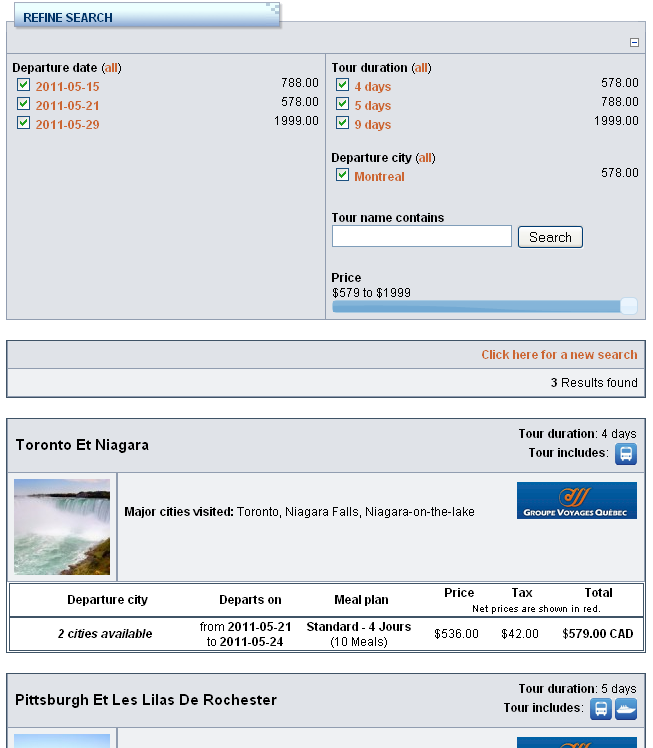 REFINE SEARCH
Departure date (all)
2011-05-15 788.00
2011-05-21 578.00
2011-05-29 1999.00
Tour duration (all)
4 days 578.00
5 days 788.00
9 days 1999.00
Departure city (all)
Montreal 578.00
Tour name contains
Search
Price
$579 to $1999
Click here for a new search
3 Results found
Toronto Et Niagara
Tour duration: 4 days
Tour includes:
Major cities visited: Toronto, Niagara Falls, Niagara-on-the-lake
GROUPE VOYAGES QUÉBEC
Departure city Departs on Meal plan Price Tax Total
Net prices are shown in red.
2 cities available from 2011-05-21 to 2011-05-24 Standard - 4 Jours (10 Meals) $536.00 $42.00 $579.00 CAD
Pittsburgh Et Les Lilas De Rochester
Tour duration: 5 days
Tour includes: